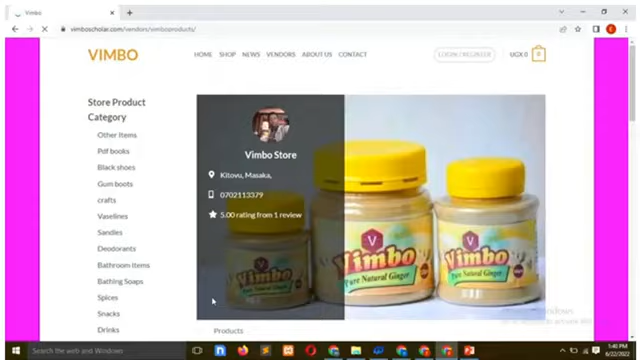 Vimbo
vimboscholar.com/vendors/vimboproducts/
VIMBO
HOME SHOP NEWS VENDORS ABOUT US CONTACT
LOGIN / REGISTER
UGX 0
0
Store Product
Category
Other Items
Pdf books
Black shoes
Gum boots
crafts
Vaselines
Sandles
Deodorants
Bathroom Items
Bathing Soaps
Spices
Snacks
Drinks
Vimbo Store
Kitovu, Masaka,
0702113379
5.00 rating from 1 review
V
Vimbo
Pure Natural Ginger
V
Vimbo
Pure Natural Ginger
Vimbo
Products
Search the web and Windows
1:40 PM
6/22/2022